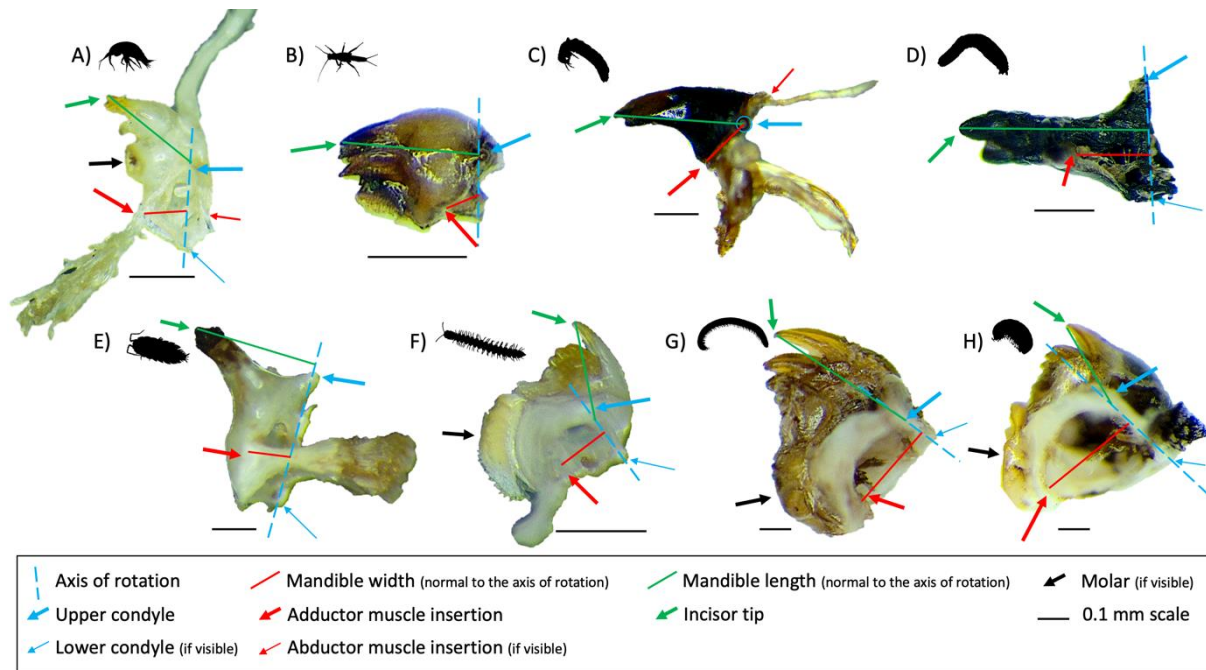 A)
B)
C)
D)
E)
F)
G)
H)
Axis of rotation
Mandible width (normal to the axis of rotation)
Mandible length (normal to the axis of rotation)
Molar (if visible)
Upper condyle
Adductor muscle insertion
Incisor tip
0.1 mm scale
Lower condyle (if visible)
Abductor muscle insertion (if visible)